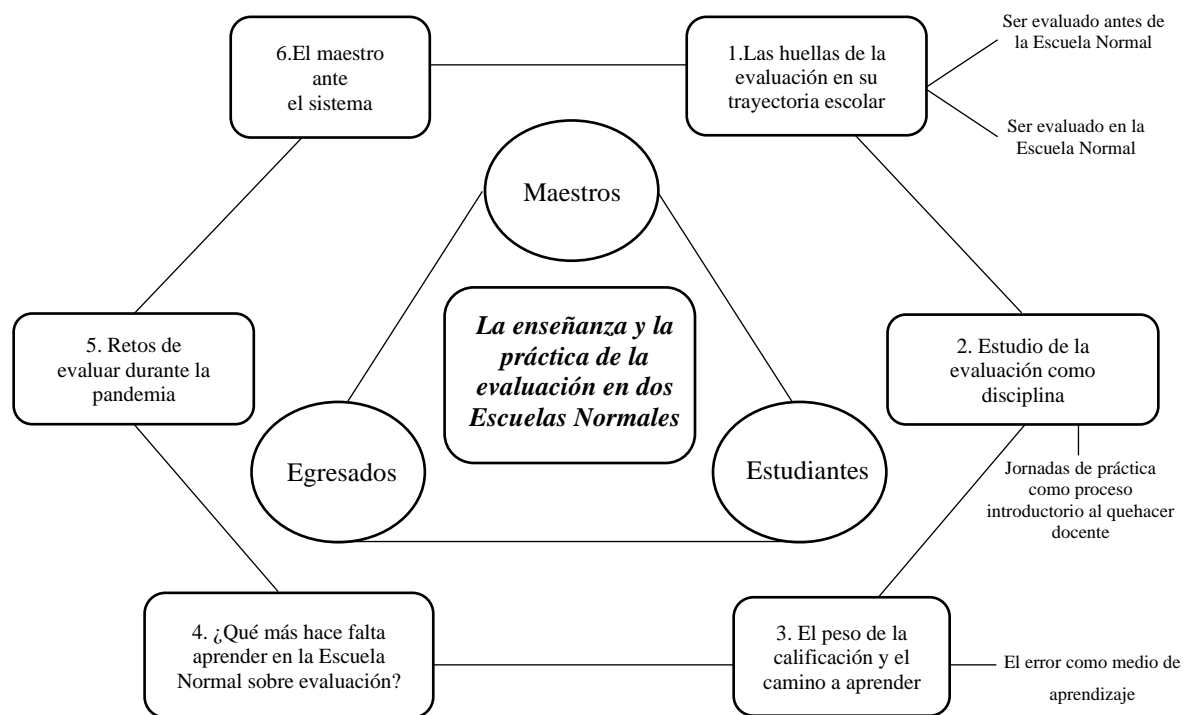 6.El maestro
ante
el sistema
1.Las huellas de la
evaluación en su
trayectoria escolar
Ser evaluado antes de
la Escuela Normal
Ser evaluado en la
Escuela Normal
Maestros
La enseñanza y la
práctica de la
evaluación en dos
Escuelas Normales
5. Retos de
evaluar durante la
pandemia
2. Estudio de la
evaluación como
disciplina
Egresados
Estudiantes
Jornadas de práctica
como proceso
introductorio al quehacer
docente
4. ¿Qué más hace falta
aprender en la Escuela
Normal sobre evaluación?
3. El peso de la
calificación y el
camino a aprender
El error como medio de
aprendizaje